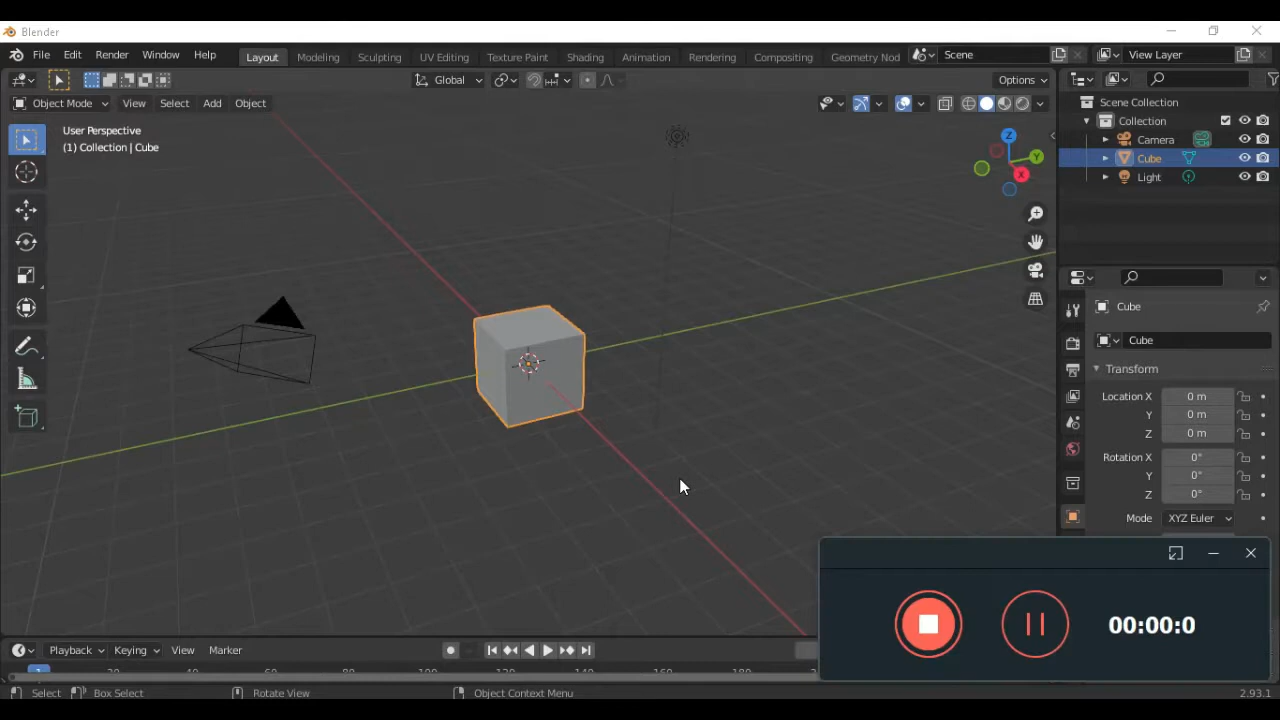 Blender
File Edit Render Window Help Layout Modeling Sculpting UV Editing Texture Paint Shading Animation Rendering Compositing Geometry Nod Scene View Layer
Global Options
Object Mode View Select Add Object
User Perspective
(1) Collection | Cube
Z
Y
X
Scene Collection
Collection
Camera
Cube
Light
Cube
Cube
Transform
Location X 0 m
Y 0 m
Z 0 m
Rotation X 0°
Y 0°
Z 0°
Mode XYZ Euler
00:00:0
Playback Keying View Marker
1
Select Box Select Rotate View Object Context Menu 2.93.1